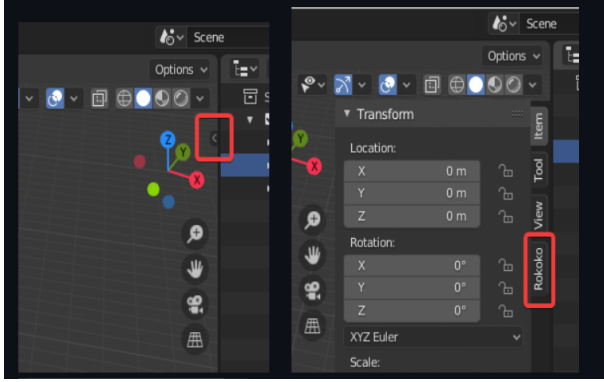 Scene
Options
S
Z
Y
X
Scene
Options
Y
X
Transform
Location:
X 0 m
Y 0 m
Z 0 m
Rotation:
X 0°
Y 0°
Z 0°
XYZ Euler
Scale:
Item
Tool
View
Rokoko